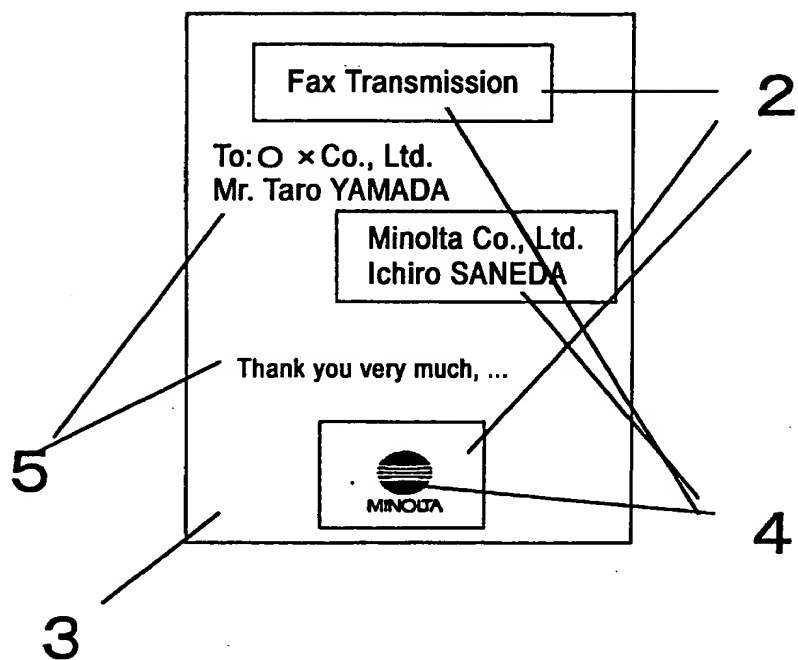 Fax Transmission
2
To:○ ×Co., Ltd.
Mr. Taro YAMADA
Minolta Co., Ltd.
Ichiro SANEDA
Thank you very much, ...
5
MINOLTA
4
3